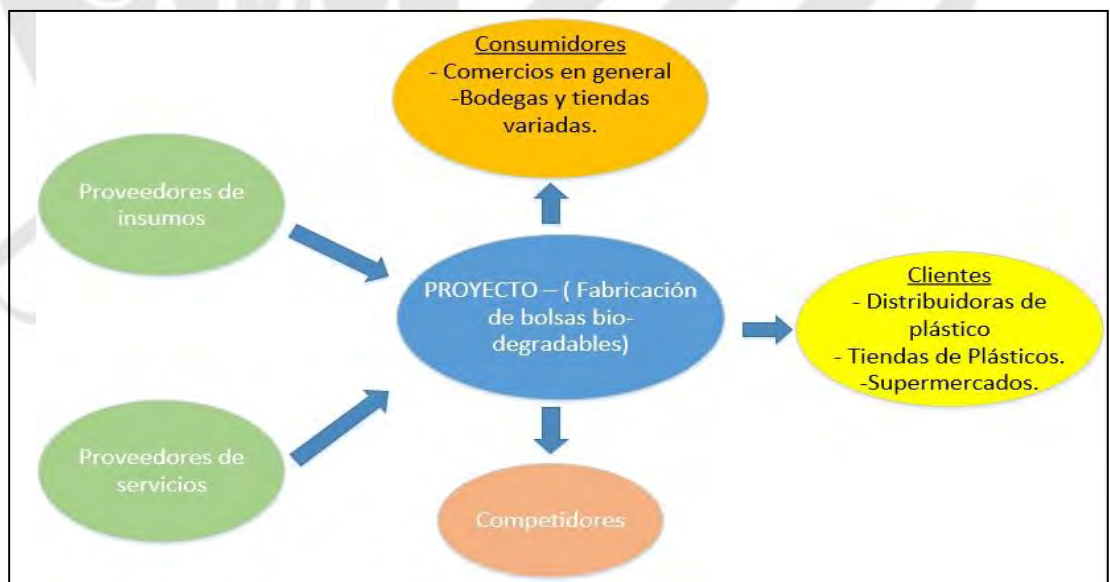 Consumidores
- Comercios en general
-Bodegas y tiendas
variadas.
Proveedores de
insumos
PROYECTO – ( Fabricación
de bolsas bio-
degradables)
Clientes
- Distribuidoras de
plástico
- Tiendas de Plásticos.
-Supermercados.
Proveedores de
servicios
Competidores